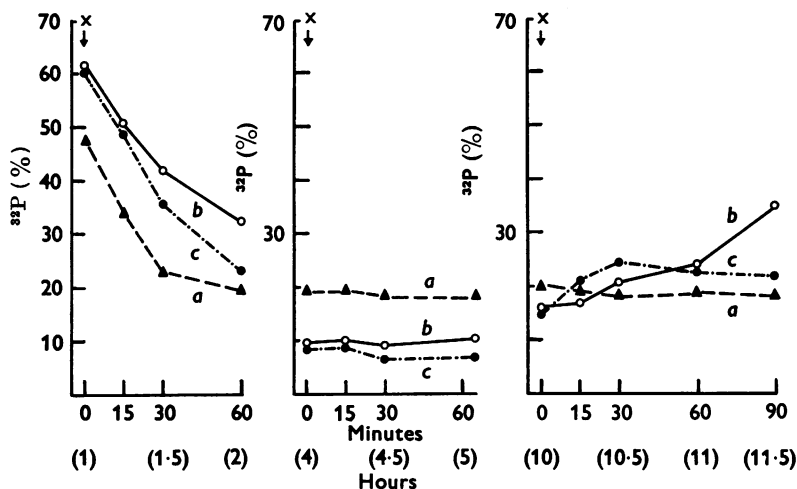 70 x
60
50
40
30
20
10
³²P (%)
b
c
a
0 15 30 60
(1) (1·5) (2)
70 x
30
³²P (%)
a
b
c
0 15 30 60
Minutes
(4) (4·5) (5)
Hours
70 x
30
³²P (%)
b
c
a
0 15 30 60 90
(10) (10·5) (11) (11·5)